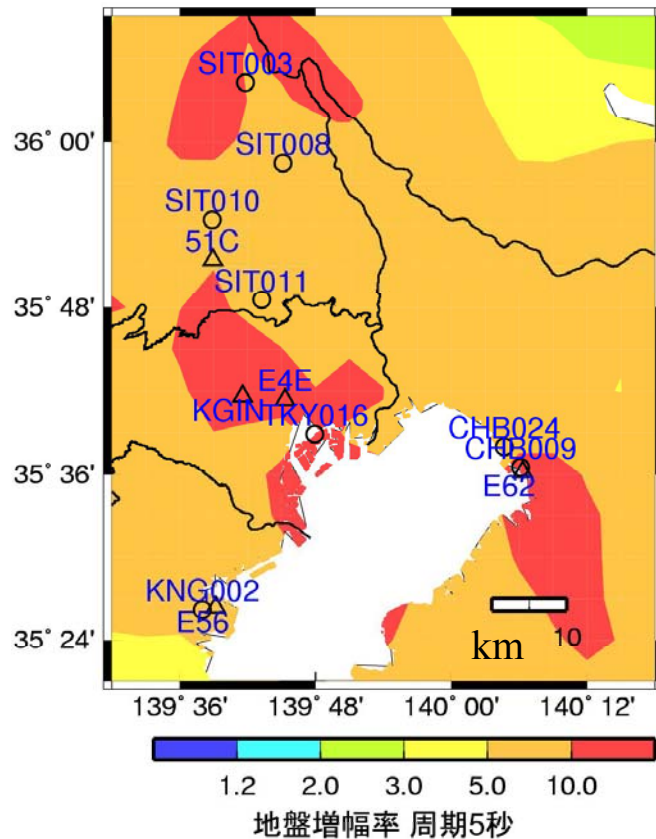 SIT003
36° 00'
SIT008
SIT010
51C
SIT011
35° 48'
E4E
KGIN
TKY016
CHB024
CHB009
35° 36'
E62
KNG002
E56
35° 24'
km
10
139° 36'
139° 48'
140° 00'
140° 12'
1.2
2.0
3.0
5.0
10.0
地盤増幅率 周期5秒